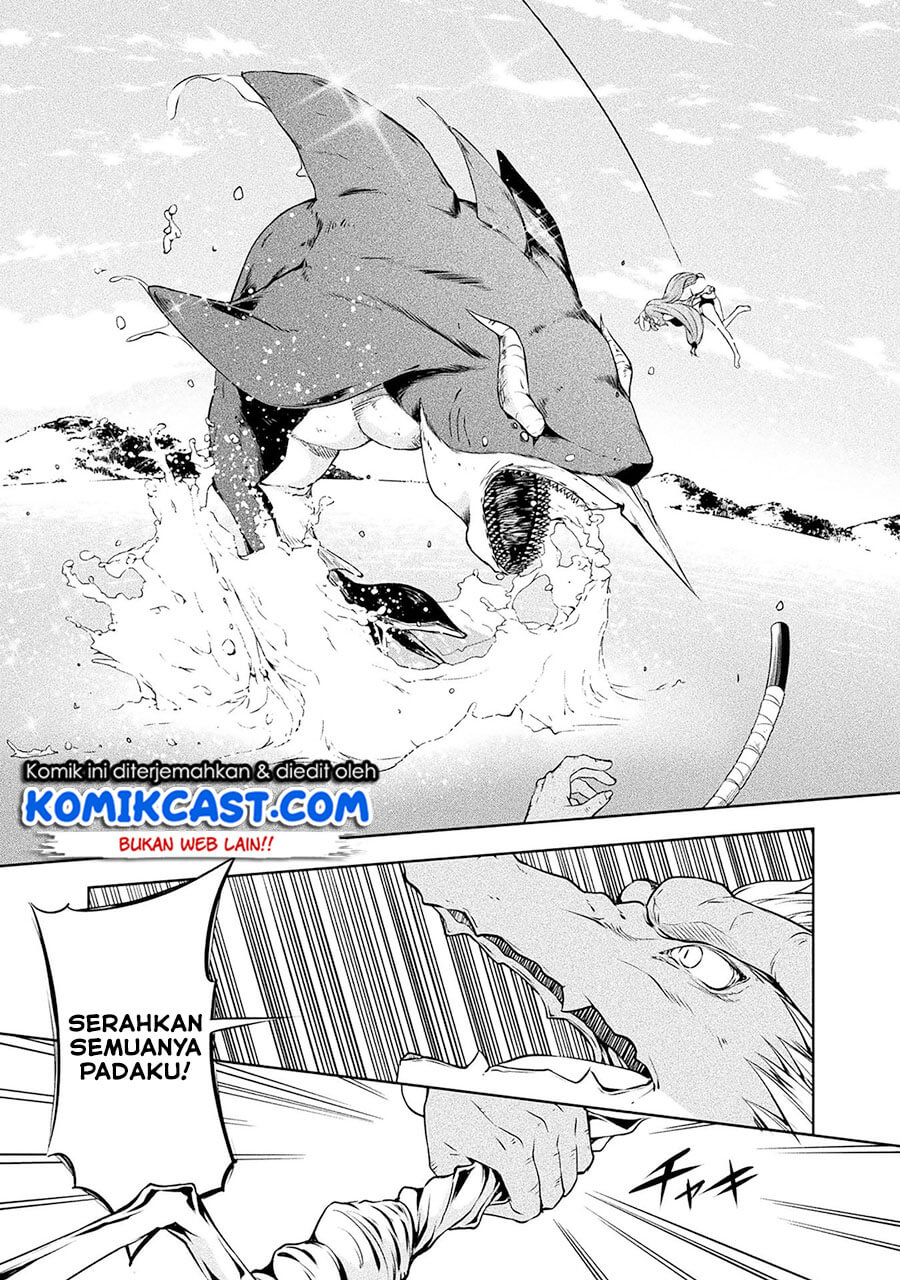 Komik ini diterjemahkan & diedit oleh
KOMIKCAST.COM
BUKAN WEB LAIN!!
SERAHKAN
SEMUANYA
PADAKU!
チャキ